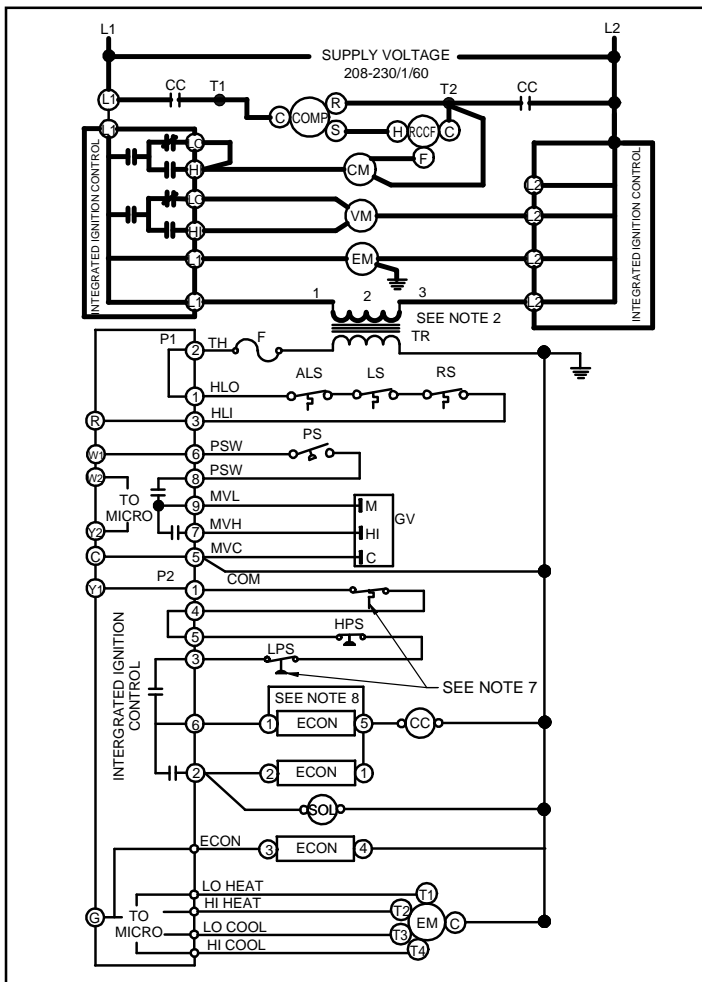 L1
L2
SUPPLY VOLTAGE
208-230/1/60
CC
T1
T2
CC
L1
C
COMP
R
S
H
RCCF
C
F
L1
LO
HI
CM
LO
HI
VM
L1
EM
L1
INTEGRATED IGNITION CONTROL
INTEGRATED IGNITION CONTROL
L2
L2
L2
L2
1
2
3
SEE NOTE 2
TR
P1
2
TH
F
1
HLO
ALS
LS
RS
R
3
HLI
W1
6
PSW
PS
W2
8
PSW
TO
MICRO
9
MVL
M
GV
Y2
7
MVH
HI
C
5
MVC
C
COM
Y1
P2
1
4
5
HPS
3
LPS
SEE NOTE 7
INTERGRATED IGNITION
CONTROL
SEE NOTE 8
6
1
ECON
5
CC
2
2
ECON
1
SOL
ECON
3
ECON
4
G
TO
MICRO
LO HEAT
HI HEAT
LO COOL
HI COOL
T1
T2
T3
T4
EM
C